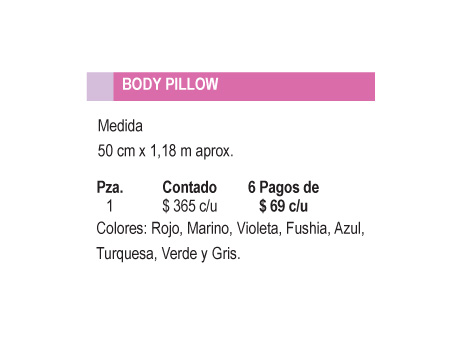 BODY PILLOW
Medida
50 cm x 1,18 m aprox.
Pza. Contado 6 Pagos de
1 $ 365 c/u $ 69 c/u
Colores: Rojo, Marino, Violeta, Fushia, Azul,
Turquesa, Verde y Gris.